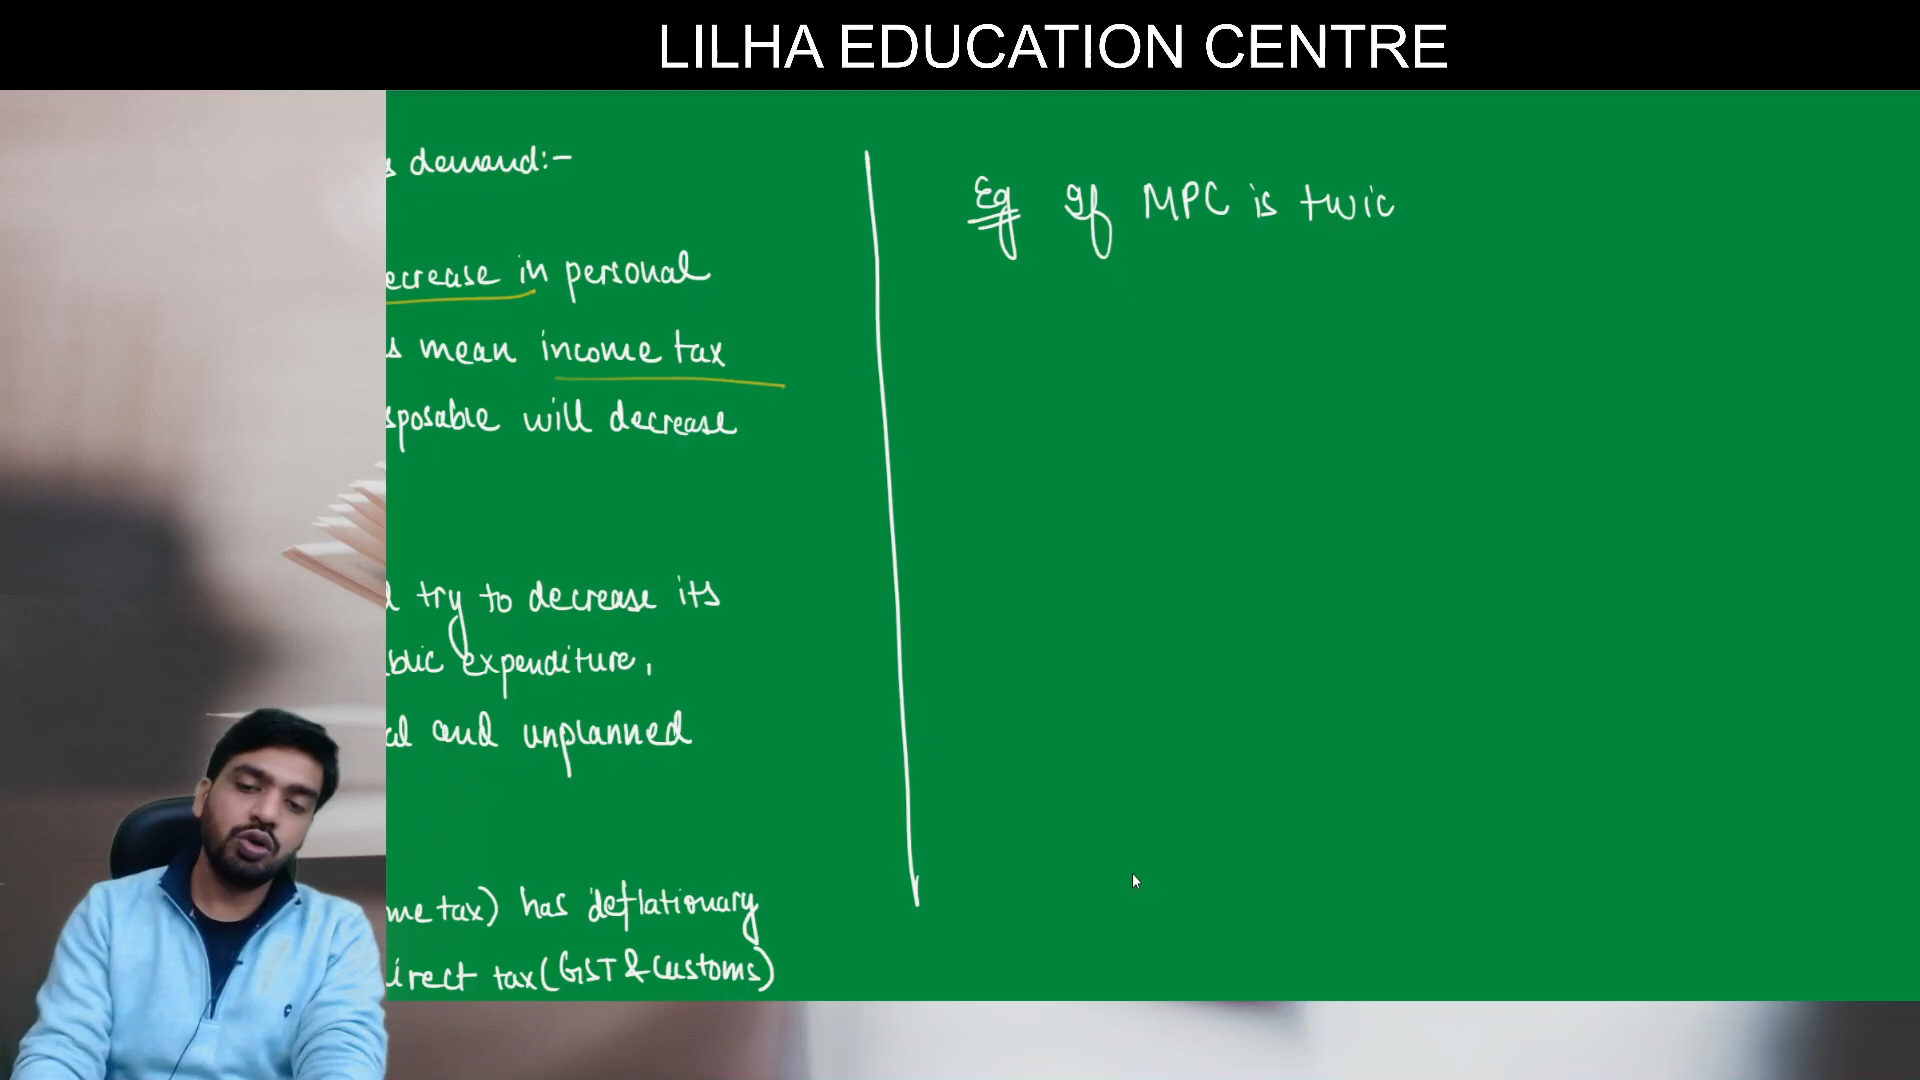 LILHA EDUCATION CENTRE
demand:-
ecrease in personal
mean income tax
sposable will decrease
try to decrease its
blic expenditure,
and unplanned
me tax) has deflationary
irect tax (GST & Customs)
Eg If MPC is twic